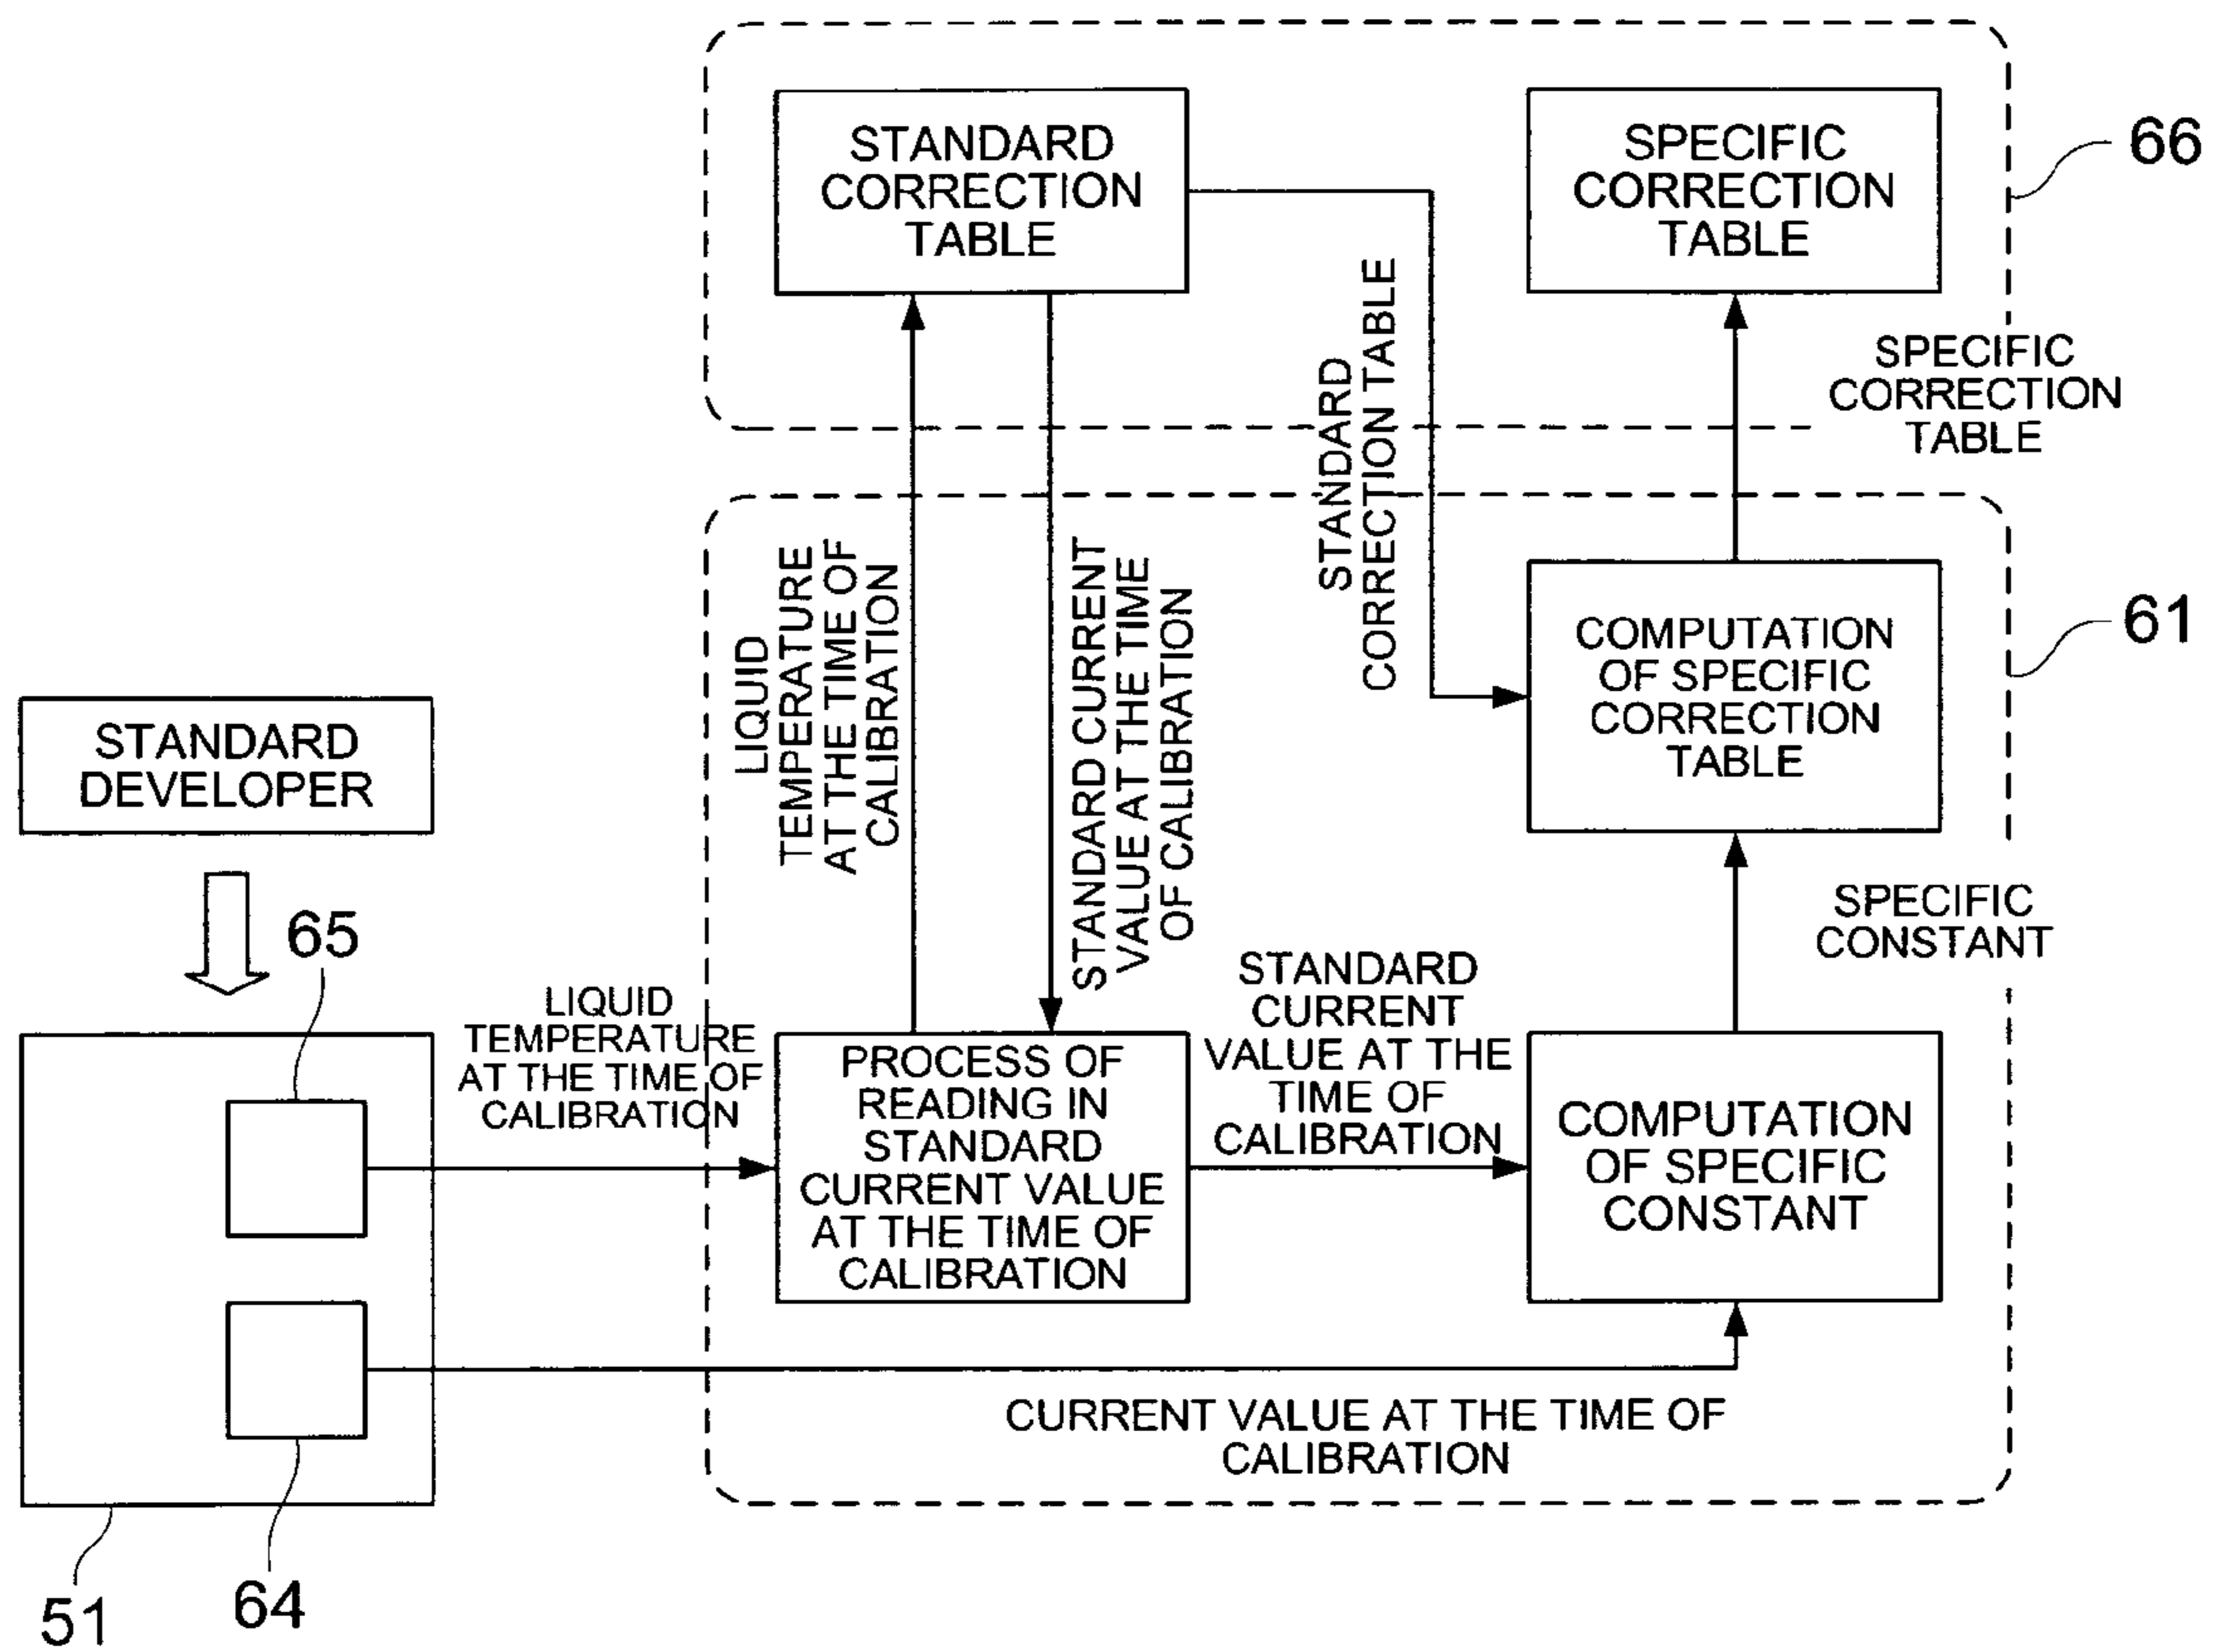 STANDARD
CORRECTION
TABLE
SPECIFIC
CORRECTION
TABLE
66
STANDARD
CORRECTION TABLE
SPECIFIC
CORRECTION
TABLE
LIQUID
TEMPERATURE
AT THE TIME OF
CALIBRATION
STANDARD CURRENT
VALUE AT THE TIME
OF CALIBRATION
COMPUTATION
OF SPECIFIC
CORRECTION
TABLE
61
STANDARD
DEVELOPER
65
SPECIFIC
CONSTANT
LIQUID
TEMPERATURE
AT THE TIME OF
CALIBRATION
PROCESS OF
READING IN
STANDARD
CURRENT VALUE
AT THE TIME OF
CALIBRATION
STANDARD
CURRENT
VALUE AT THE
TIME OF
CALIBRATION
COMPUTATION
OF SPECIFIC
CONSTANT
CURRENT VALUE AT THE TIME OF
CALIBRATION
64
51